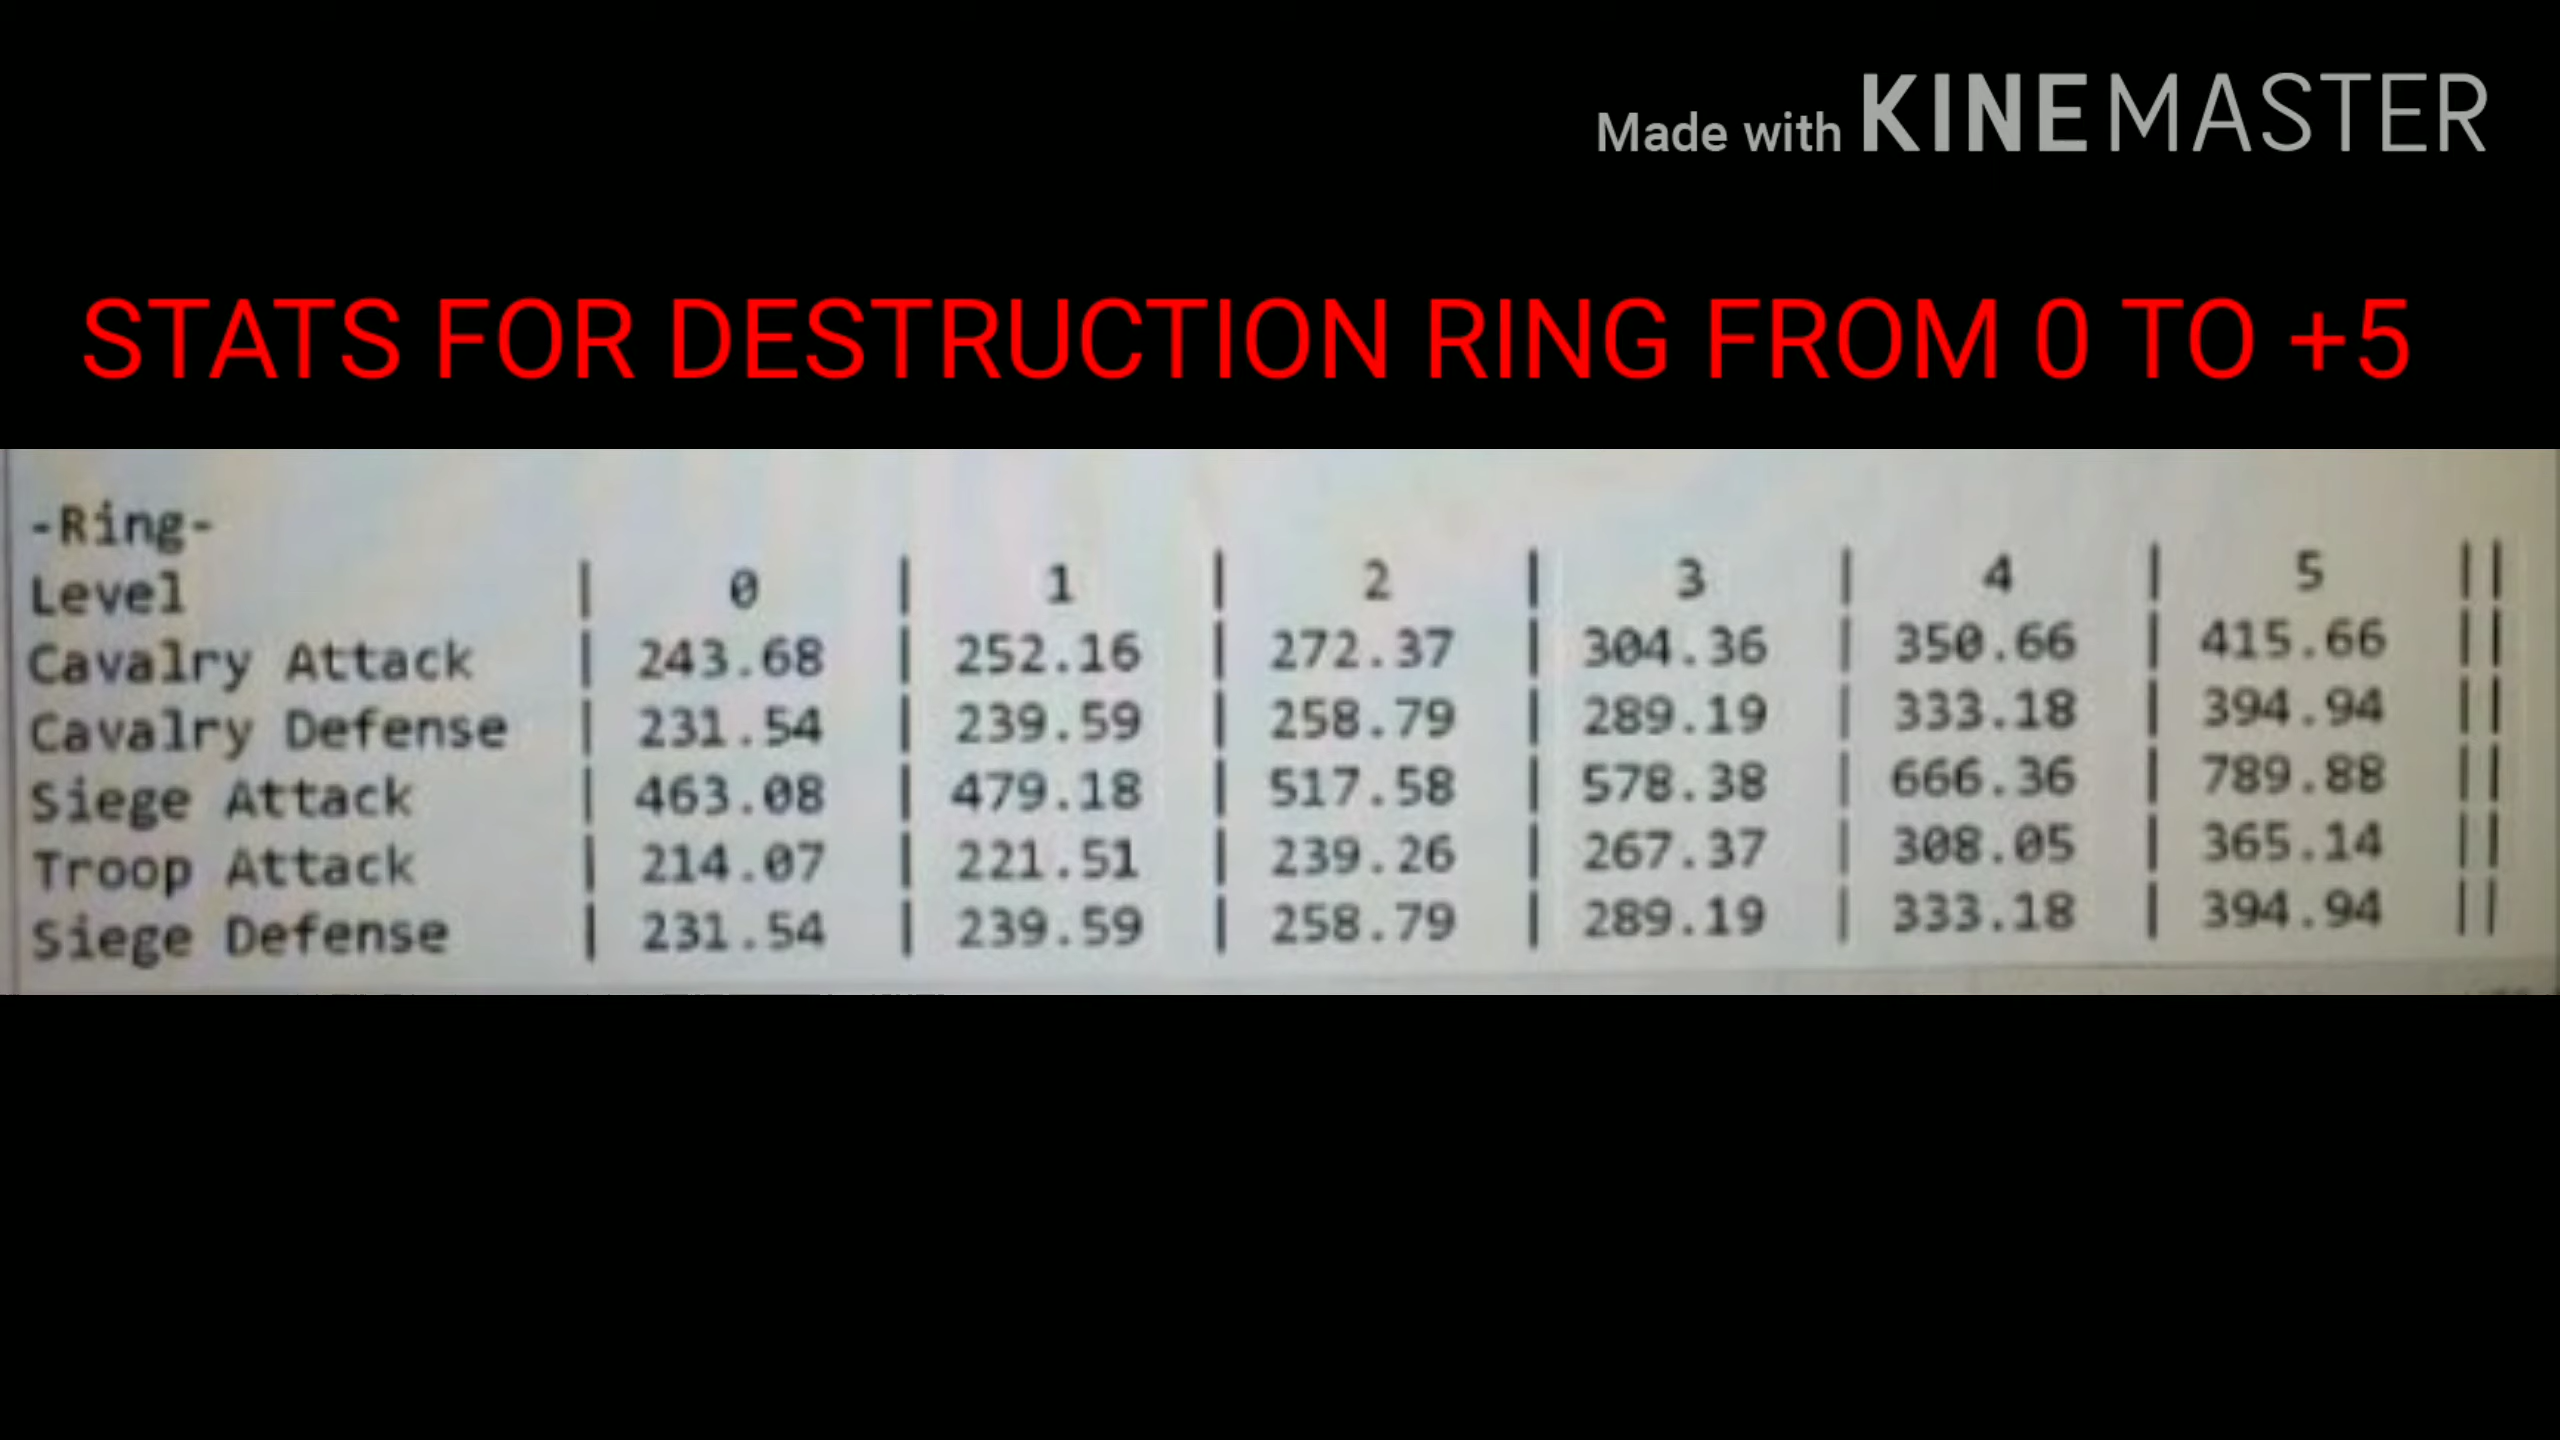 Made with KINEMASTER
STATS FOR DESTRUCTION RING FROM 0 TO +5
-Ring-
Level | 0 | 1 | 2 | 3 | 4 | 5 ||
Cavalry Attack | 243.68 | 252.16 | 272.37 | 304.36 | 350.66 | 415.66 ||
Cavalry Defense | 231.54 | 239.59 | 258.79 | 289.19 | 333.18 | 394.94 ||
Siege Attack | 463.08 | 479.18 | 517.58 | 578.38 | 666.36 | 789.88 ||
Troop Attack | 214.07 | 221.51 | 239.26 | 267.37 | 308.05 | 365.14 ||
Siege Defense | 231.54 | 239.59 | 258.79 | 289.19 | 333.18 | 394.94 ||